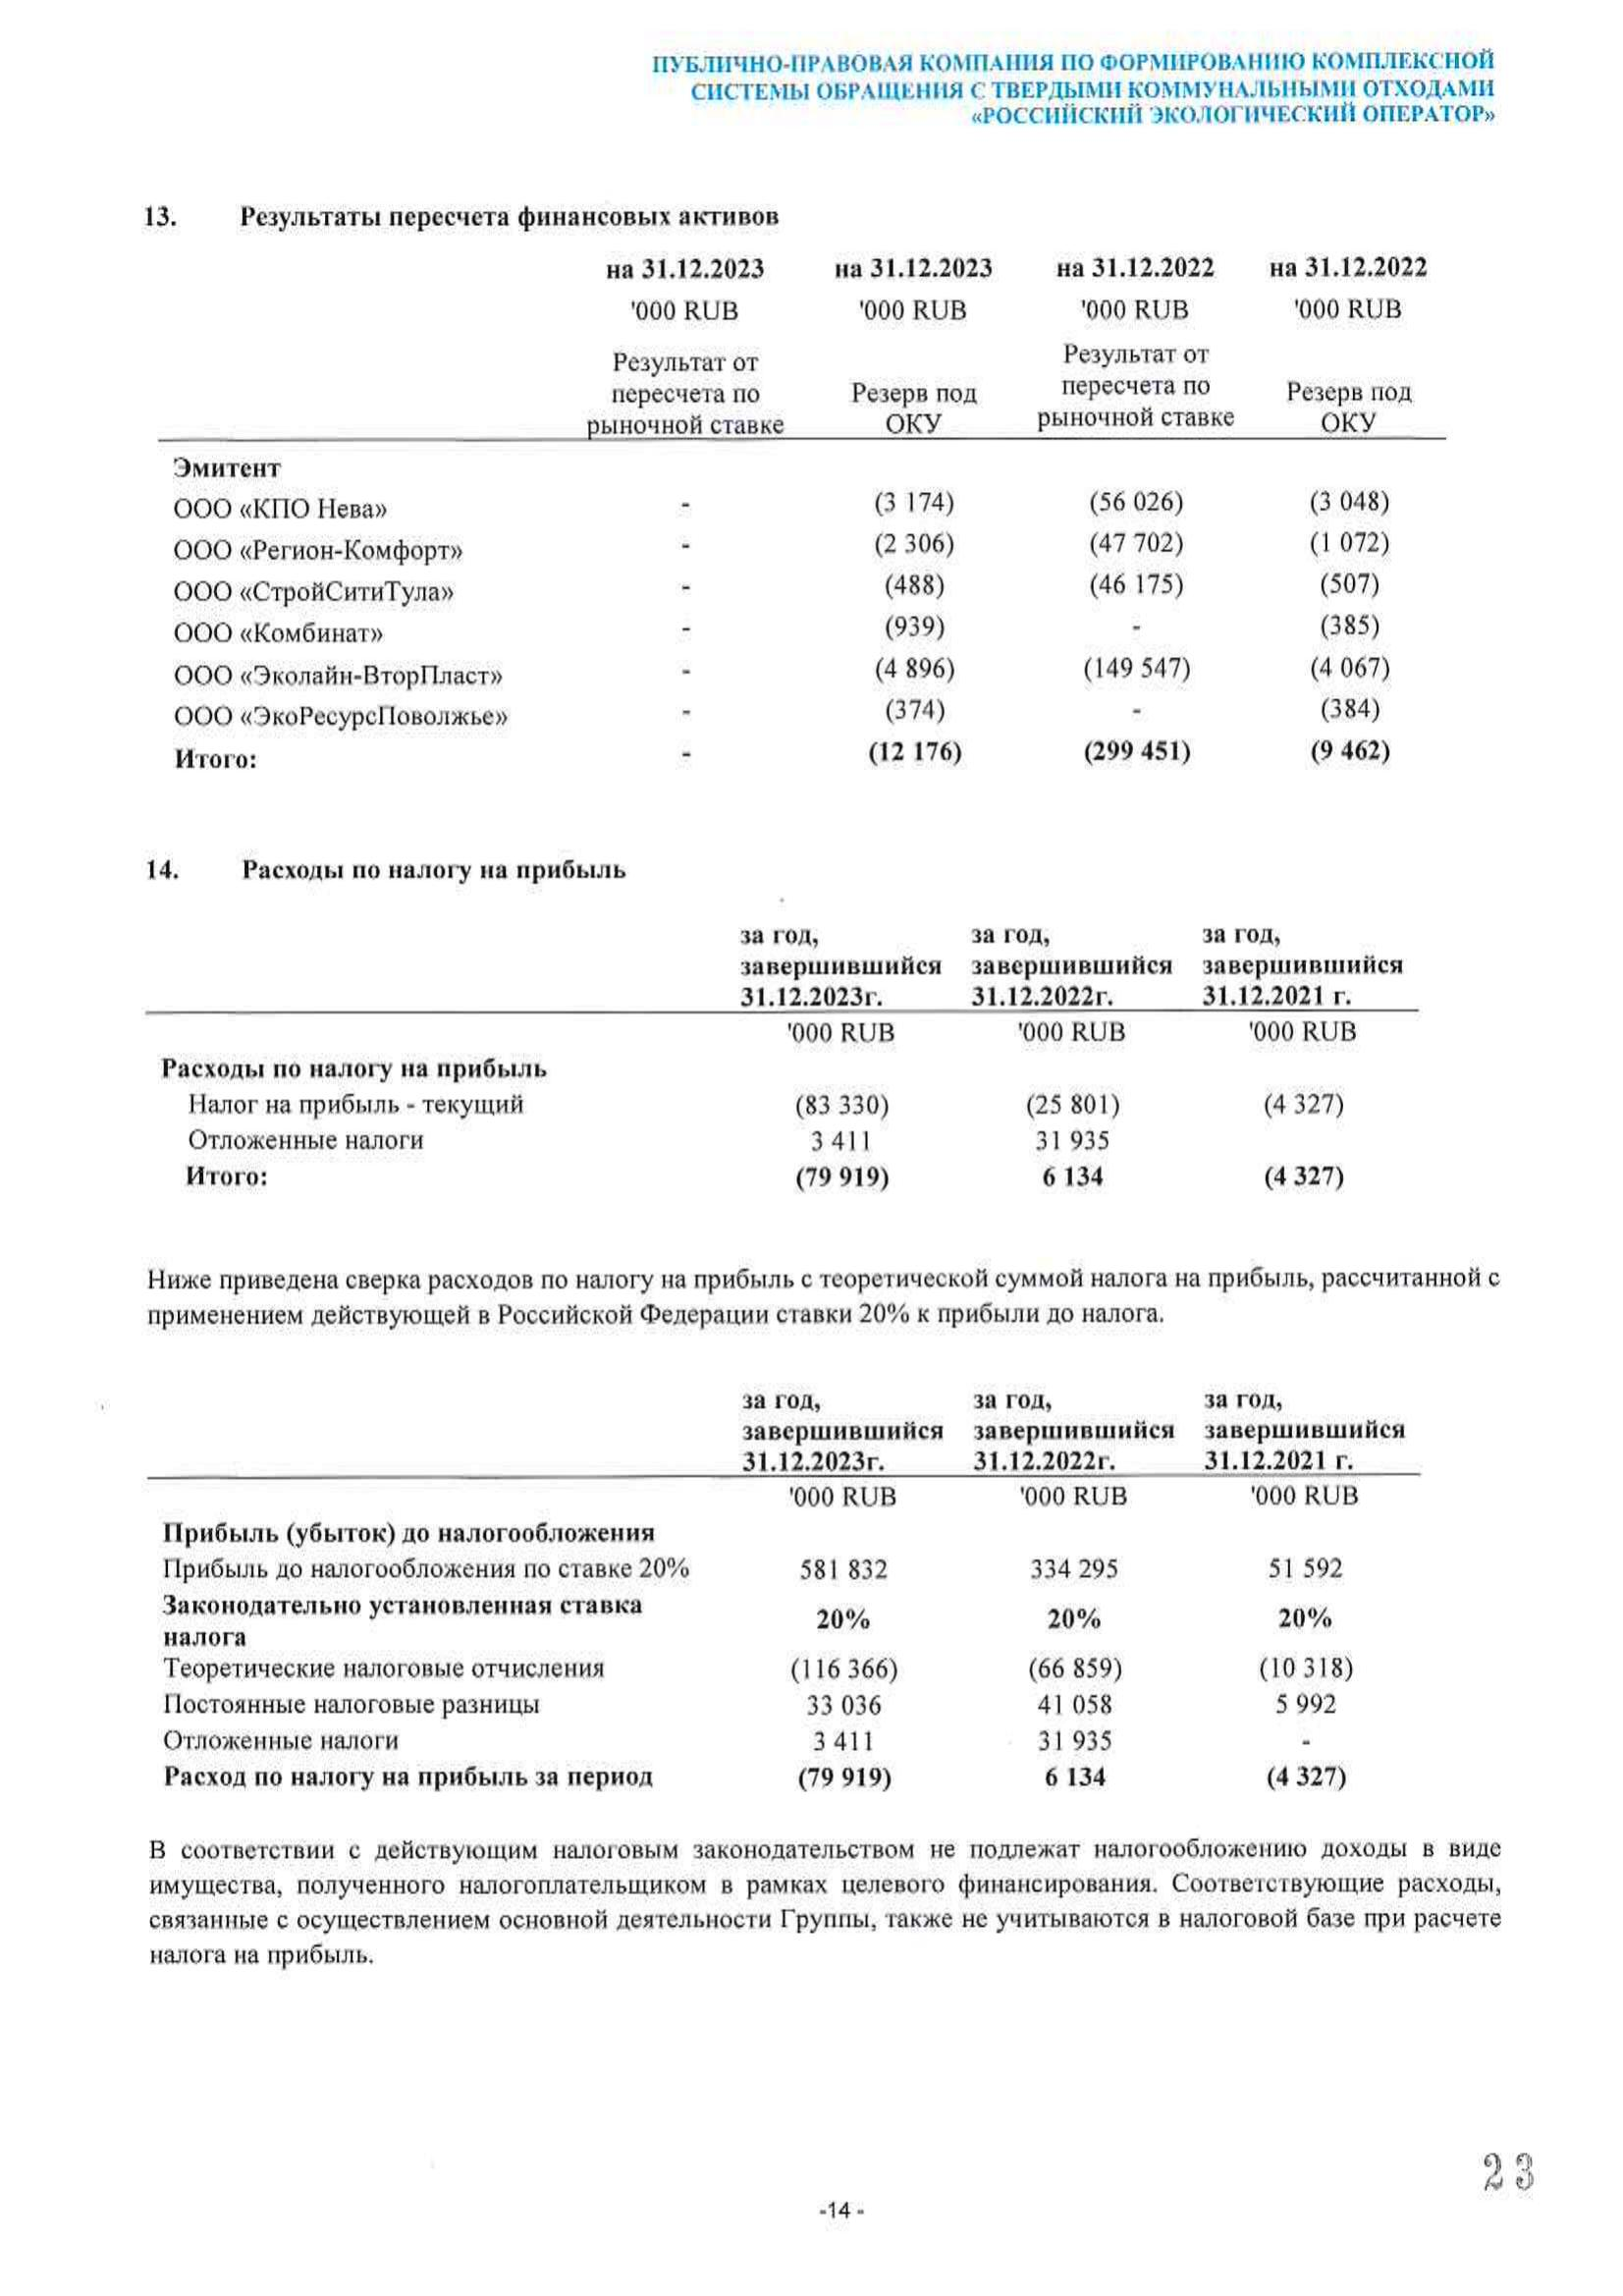 ПУБЛИЧНО-ПРАВОВАЯ КОМПАНИЯ ПО ФОРМИРОВАНИЮ КОМПЛЕКСНОЙ
СИСТЕМЫ ОБРАЩЕНИЯ С ТВЕРДЫМИ КОММУНАЛЬНЫМИ ОТХОДАМИ
«РОССИЙСКИЙ ЭКОЛОГИЧЕСКИЙ ОПЕРАТОР»
13. Результаты пересчета финансовых активов
на 31.12.2023 на 31.12.2023 на 31.12.2022 на 31.12.2022
'000 RUB '000 RUB '000 RUB '000 RUB
Результат от Результат от
пересчета по Резерв под пересчета по Резерв под
рыночной ставке ОКУ рыночной ставке ОКУ
Эмитент
ООО «КПО Нева» - (3 174) (56 026) (3 048)
ООО «Регион-Комфорт» - (2 306) (47 702) (1 072)
ООО «СтройСитиТула» - (488) (46 175) (507)
ООО «Комбинат» - (939) - (385)
ООО «Эколайн-ВторПласт» - (4 896) (149 547) (4 067)
ООО «ЭкоРесурсПоволжье» - (374) - (384)
Итого: - (12 176) (299 451) (9 462)
14. Расходы по налогу на прибыль
за год, за год, за год,
завершившийся завершившийся завершившийся
31.12.2023г. 31.12.2022г. 31.12.2021 г.
'000 RUB '000 RUB '000 RUB
Расходы по налогу на прибыль
Налог на прибыль - текущий (83 330) (25 801) (4 327)
Отложенные налоги 3 411 31 935
Итого: (79 919) 6 134 (4 327)
Ниже приведена сверка расходов по налогу на прибыль с теоретической суммой налога на прибыль, рассчитанной с
применением действующей в Российской Федерации ставки 20% к прибыли до налога.
за год, за год, за год,
завершившийся завершившийся завершившийся
31.12.2023г. 31.12.2022г. 31.12.2021 г.
'000 RUB '000 RUB '000 RUB
Прибыль (убыток) до налогообложения
Прибыль до налогообложения по ставке 20% 581 832 334 295 51 592
Законодательно установленная ставка
налога 20% 20% 20%
Теоретические налоговые отчисления (116 366) (66 859) (10 318)
Постоянные налоговые разницы 33 036 41 058 5 992
Отложенные налоги 3 411 31 935 -
Расход по налогу на прибыль за период (79 919) 6 134 (4 327)
В соответствии с действующим налоговым законодательством не подлежат налогообложению доходы в виде
имущества, полученного налогоплательщиком в рамках целевого финансирования. Соответствующие расходы,
связанные с осуществлением основной деятельности Группы, также не учитываются в налоговой базе при расчете
налога на прибыль.
23
-14 -